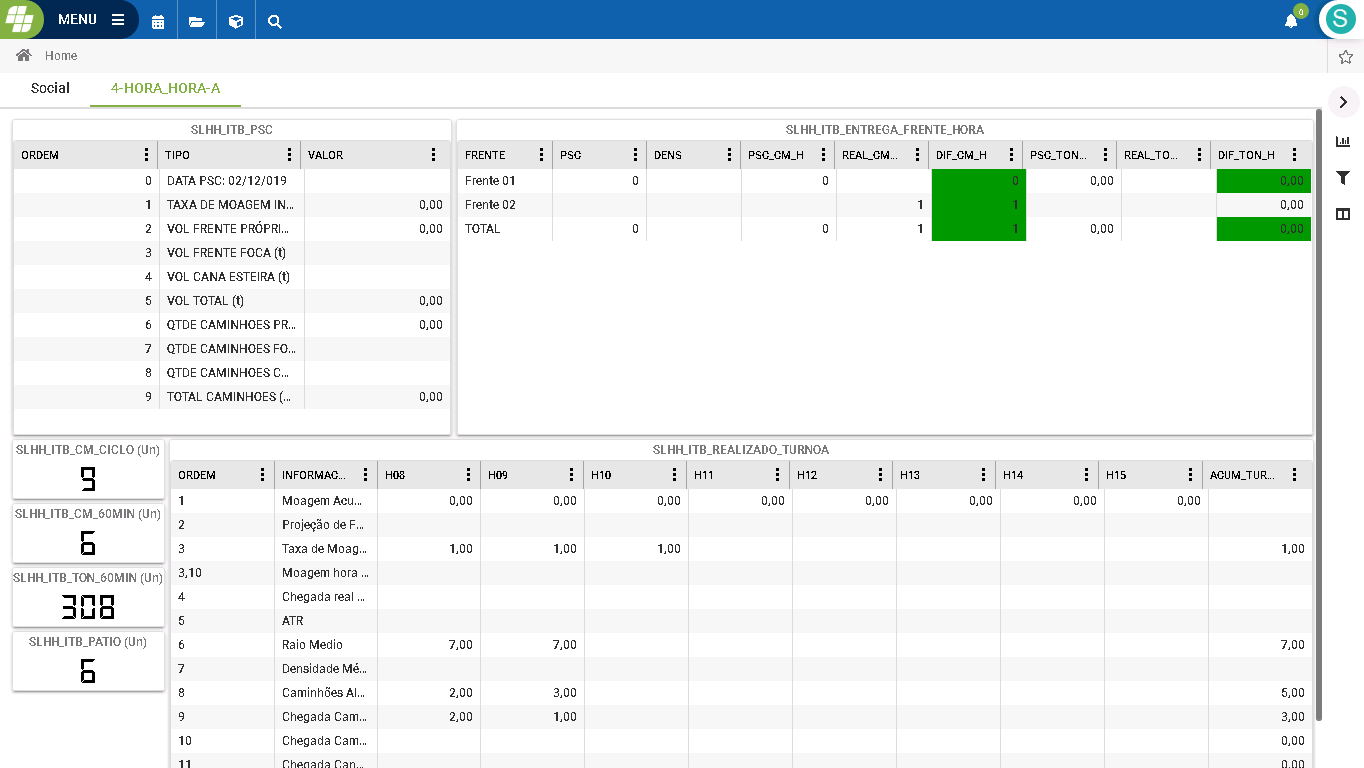 MENU
0
S
Home
Social 4-HORA_HORA-A
SLHH_ITB_PSC
ORDEM TIPO VALOR
0 DATA PSC: 02/12/019
1 TAXA DE MOAGEM IN... 0,00
2 VOL FRENTE PRÓPRI... 0,00
3 VOL FRENTE FOCA (t)
4 VOL CANA ESTEIRA (t)
5 VOL TOTAL (t) 0,00
6 QTDE CAMINHOES PR... 0,00
7 QTDE CAMINHOES FO...
8 QTDE CAMINHOES C...
9 TOTAL CAMINHOES (... 0,00
SLHH_ITB_ENTREGA_FRENTE_HORA
FRENTE PSC DENS PSC_CM_H REAL_CM... DIF_CM_H PSC_TON... REAL_TO... DIF_TON_H
Frente 01 0 0 0 0,00 0,00
Frente 02 1 1 0,00
TOTAL 0 0 1 1 0,00 0,00
SLHH_ITB_CM_CICLO (Un)
9
SLHH_ITB_CM_60MIN (Un)
6
SLHH_ITB_TON_60MIN (Un)
308
SLHH_ITB_PATIO (Un)
6
SLHH_ITB_REALIZADO_TURNOA
ORDEM INFORMAC... H08 H09 H10 H11 H12 H13 H14 H15 ACUM_TUR...
1 Moagem Acu... 0,00 0,00 0,00 0,00 0,00 0,00 0,00 0,00
2 Projeção de F...
3 Taxa de Moag... 1,00 1,00 1,00 1,00
3,10 Moagem hora ...
4 Chegada real ...
5 ATR
6 Raio Medio 7,00 7,00 7,00
7 Densidade Mé...
8 Caminhões Al... 2,00 3,00 5,00
9 Chegada Cam... 2,00 1,00 3,00
10 Chegada Cam... 0,00
11 Chegada Can... 0,00